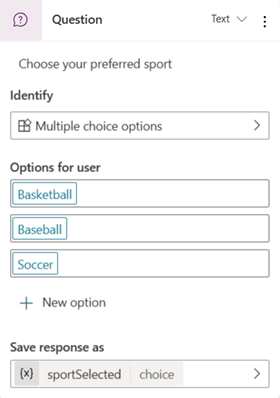 Question Text
Choose your preferred sport
Identify
Multiple choice options
Options for user
Basketball
Baseball
Soccer
+ New option
Save response as
{x} sportSelected choice